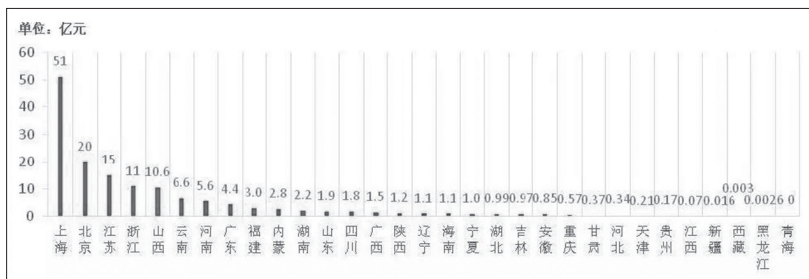 单位：亿元
60
50
40
30
20
10
0
51
20
15
11
10.6
6.6
5.6
4.4
3.0
2.8
2.2
1.9
1.8
1.5
1.2
1.1
1.1
1.0
0.99
0.97
0.85
0.57
0.37
0.34
0.21
0.17
0.07
0.016
0.003
0.0026
0
上海
北京
江苏
浙江
山西
云南
河南
广东
福建
内蒙
湖南
山东
四川
广西
陕西
辽宁
海南
宁夏
湖北
吉林
安徽
重庆
甘肃
河北
天津
贵州
江西
新疆
西藏
黑龙江
青海